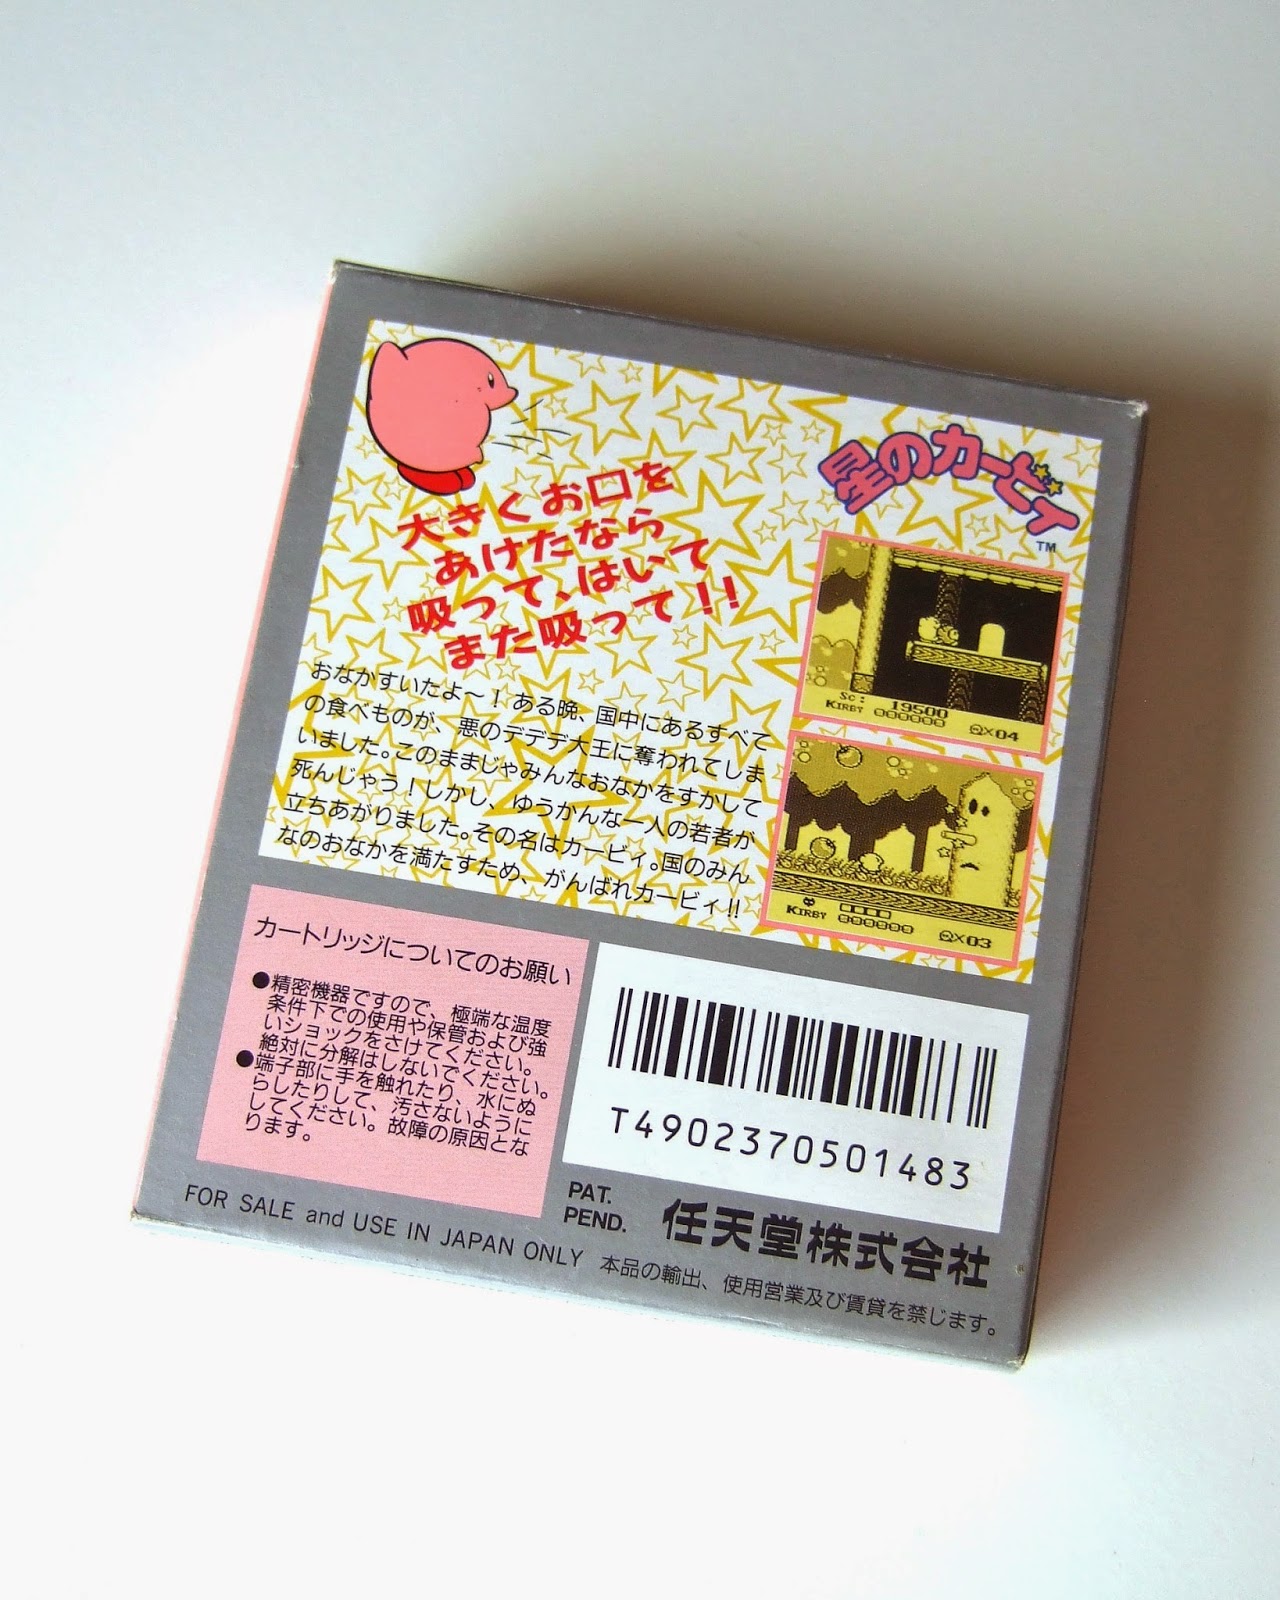 大きくお口を
あけたなら
吸って、はいて
また吸って!!
星のカービィ
TM
Sc: 19500
KIRBY
×04
KIRBY
×03
おなかすいたよ〜！ある晩、国中にあるすべて
の食べものが、悪のデデデ大王に奪われてしま
いました。このままじゃみんなおなかをすかして
死んじゃう！しかし、ゆうかんな一人の若者が
立ちあがりました。その名はカービィ。国のみん
なのおなかを満たすため、がんばれカービィ!!
カートリッジについてのお願い
●精密機器ですので、極端な温度
条件下での使用や保管および強
いショックをさけてください。
絶対に分解はしないでください。
●端子部に手を触れたり、水にぬ
らしたりして、汚さないように
してください。故障の原因とな
ります。
T4902370501483
PAT.
PEND.
任天堂株式会社
FOR SALE and USE IN JAPAN ONLY 本品の輸出、使用営業及び賃貸を禁じます。